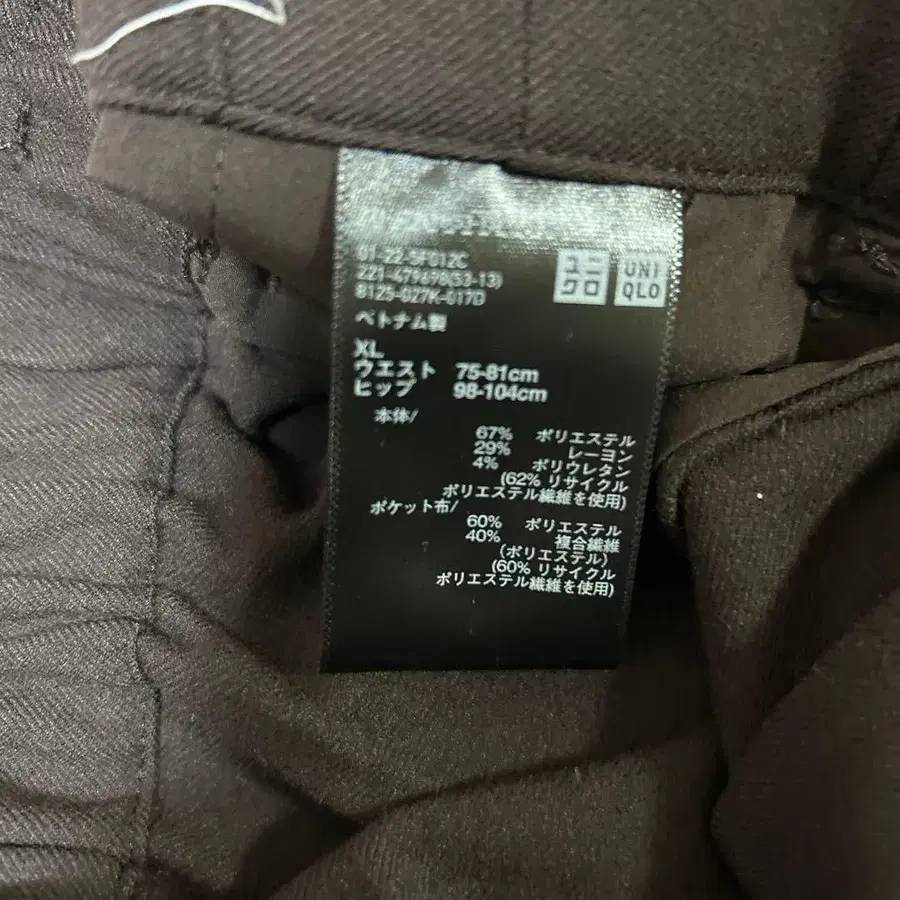 ユニ
クロ
UNI
QLO
01-22-SF012C
221-479698(53-13)
8125-027K-017D
ベトナム製
XL
ウエスト 75-81cm
ヒップ 98-104cm
本体/
67% ポリエステル
29% レーヨン
4% ポリウレタン
(62% リサイクル
ポリエステル繊維を使用)
ポケット布/
60% ポリエステル
40% 複合繊維
(ポリエステル)
(60% リサイクル
ポリエステル繊維を使用)